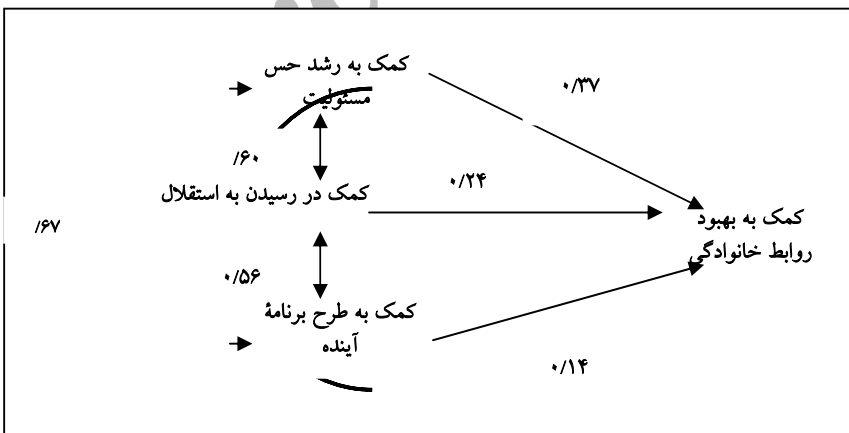 کمک به رشد حس
مسئولیت
۰/۳۷
/۶۰
۰/۲۴
کمک در رسیدن به استقلال
کمک به بهبود
روابط خانوادگی
/۶۷
۰/۵۶
کمک به طرح برنامۀ
آینده
۰/۱۴